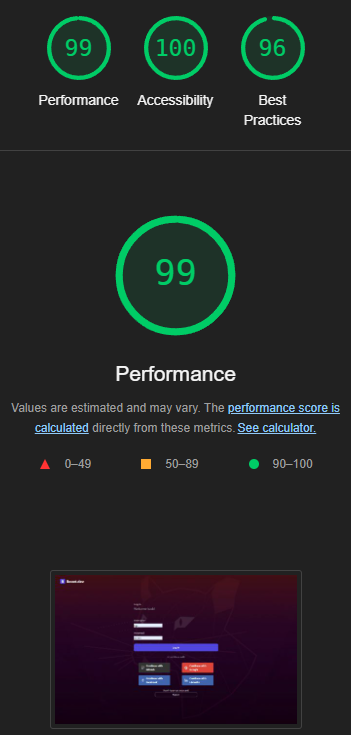 99
100
96
Performance
Accessibility
Best
Practices
99
Performance
Values are estimated and may vary. The performance score is
calculated directly from these metrics. See calculator.
0–49
50–89
90–100